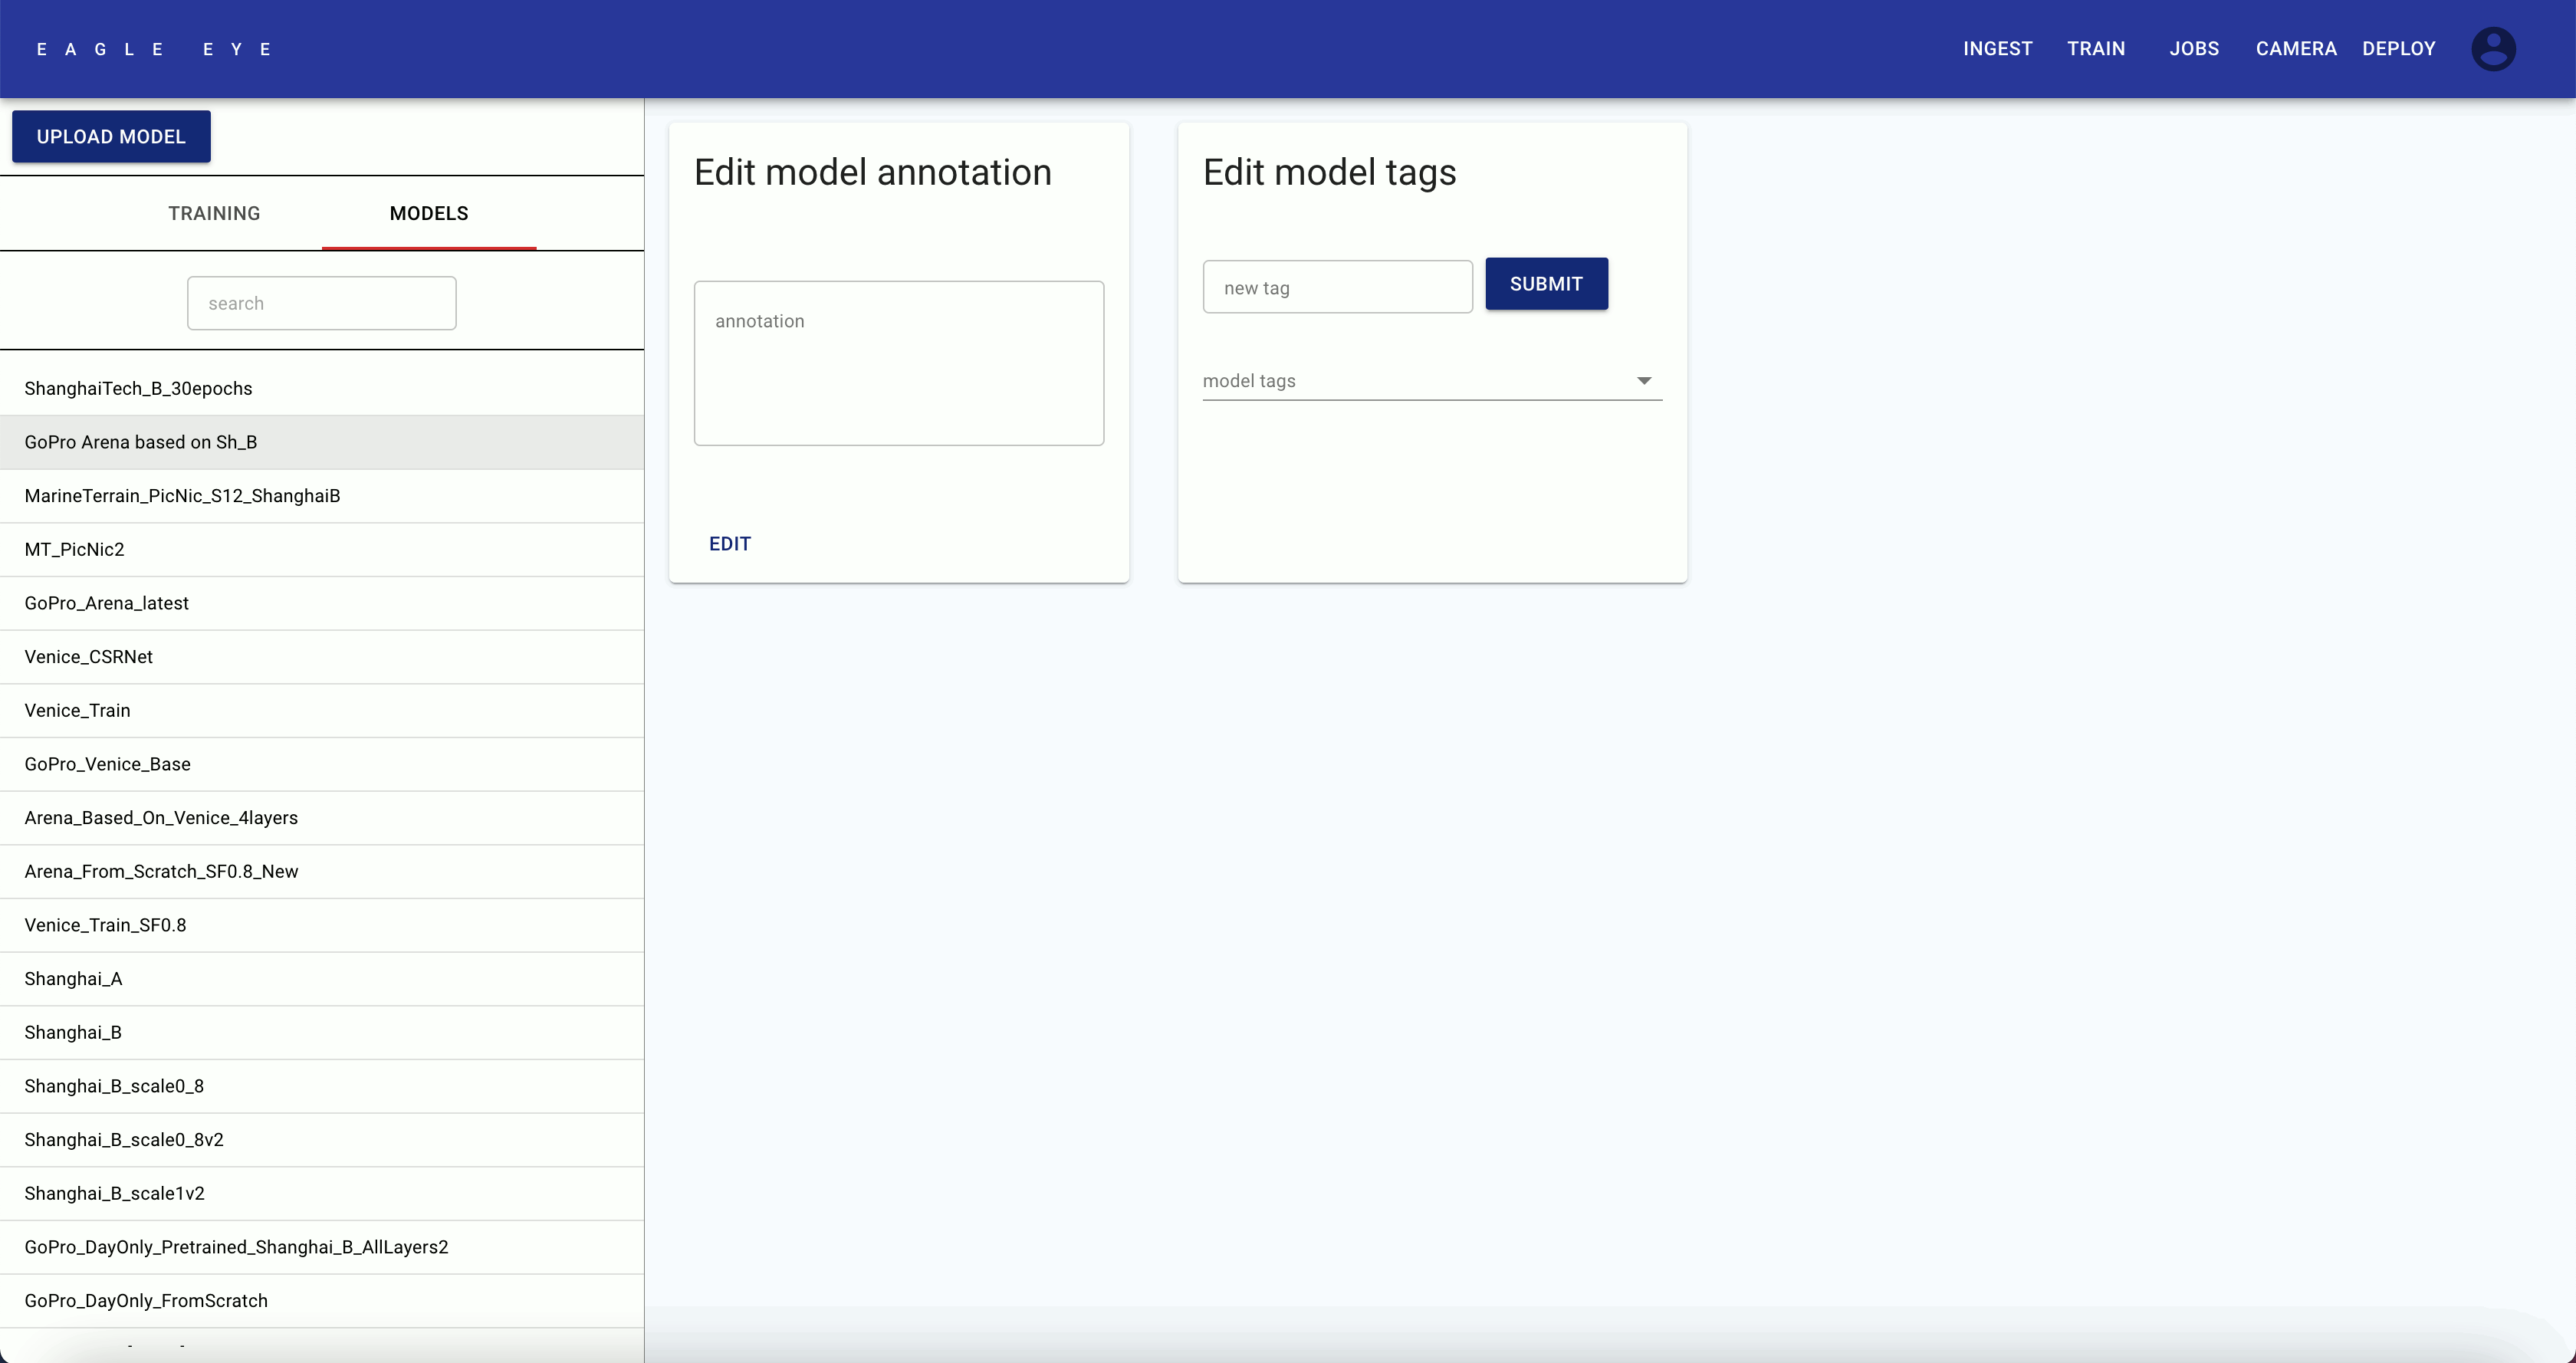 EAGLE EYE
INGEST TRAIN JOBS CAMERA DEPLOY
UPLOAD MODEL
TRAINING MODELS
search
ShanghaiTech_B_30epochs
GoPro Arena based on Sh_B
MarineTerrain_PicNic_S12_ShanghaiB
MT_PicNic2
GoPro_Arena_latest
Venice_CSRNet
Venice_Train
GoPro_Venice_Base
Arena_Based_On_Venice_4layers
Arena_From_Scratch_SF0.8_New
Venice_Train_SF0.8
Shanghai_A
Shanghai_B
Shanghai_B_scale0_8
Shanghai_B_scale0_8v2
Shanghai_B_scale1v2
GoPro_DayOnly_Pretrained_Shanghai_B_AllLayers2
GoPro_DayOnly_FromScratch
Edit model annotation
annotation
EDIT
Edit model tags
new tag
SUBMIT
model tags